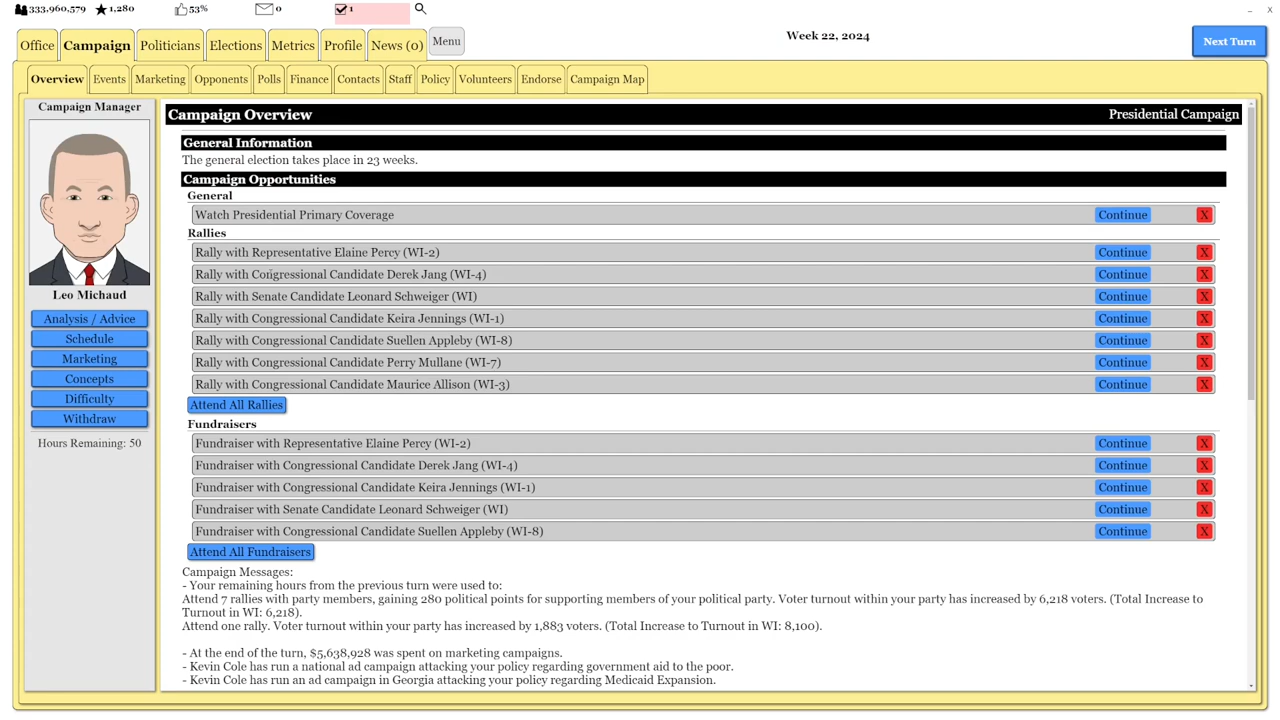 333,960,579 1,280 53% 0 1
Week 22, 2024
Next Turn
Office Campaign Politicians Elections Metrics Profile News (0) Menu
Overview Events Marketing Opponents Polls Finance Contacts Staff Policy Volunteers Endorse Campaign Map
Campaign Manager
Leo Michaud
Analysis / Advice
Schedule
Marketing
Concepts
Difficulty
Withdraw
Hours Remaining: 50
Campaign Overview Presidential Campaign
General Information
The general election takes place in 23 weeks.
Campaign Opportunities
General
Watch Presidential Primary Coverage Continue X
Rallies
Rally with Representative Elaine Percy (WI-2) Continue X
Rally with Congressional Candidate Derek Jang (WI-4) Continue X
Rally with Senate Candidate Leonard Schweiger (WI) Continue X
Rally with Congressional Candidate Keira Jennings (WI-1) Continue X
Rally with Congressional Candidate Suellen Appleby (WI-8) Continue X
Rally with Congressional Candidate Perry Mullane (WI-7) Continue X
Rally with Congressional Candidate Maurice Allison (WI-3) Continue X
Attend All Rallies
Fundraisers
Fundraiser with Representative Elaine Percy (WI-2) Continue X
Fundraiser with Congressional Candidate Derek Jang (WI-4) Continue X
Fundraiser with Congressional Candidate Keira Jennings (WI-1) Continue X
Fundraiser with Senate Candidate Leonard Schweiger (WI) Continue X
Fundraiser with Congressional Candidate Suellen Appleby (WI-8) Continue X
Attend All Fundraisers
Campaign Messages:
- Your remaining hours from the previous turn were used to:
Attend 7 rallies with party members, gaining 280 political points for supporting members of your political party. Voter turnout within your party has increased by 6,218 voters. (Total Increase to
Turnout in WI: 6,218).
Attend one rally. Voter turnout within your party has increased by 1,883 voters. (Total Increase to Turnout in WI: 8,100).
- At the end of the turn, $5,638,928 was spent on marketing campaigns.
- Kevin Cole has run a national ad campaign attacking your policy regarding government aid to the poor.
- Kevin Cole has run an ad campaign in Georgia attacking your policy regarding Medicaid Expansion.